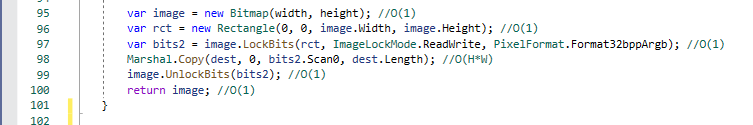 95 var image = new Bitmap(width, height); //O(1)
96 var rct = new Rectangle(0, 0, image.Width, image.Height); //O(1)
97 var bits2 = image.LockBits(rct, ImageLockMode.ReadWrite, PixelFormat.Format32bppArgb); //O(1)
98 Marshal.Copy(dest, 0, bits2.Scan0, dest.Length); //O(H*W)
99 image.UnlockBits(bits2); //O(1)
100 return image; //O(1)
101 }
102